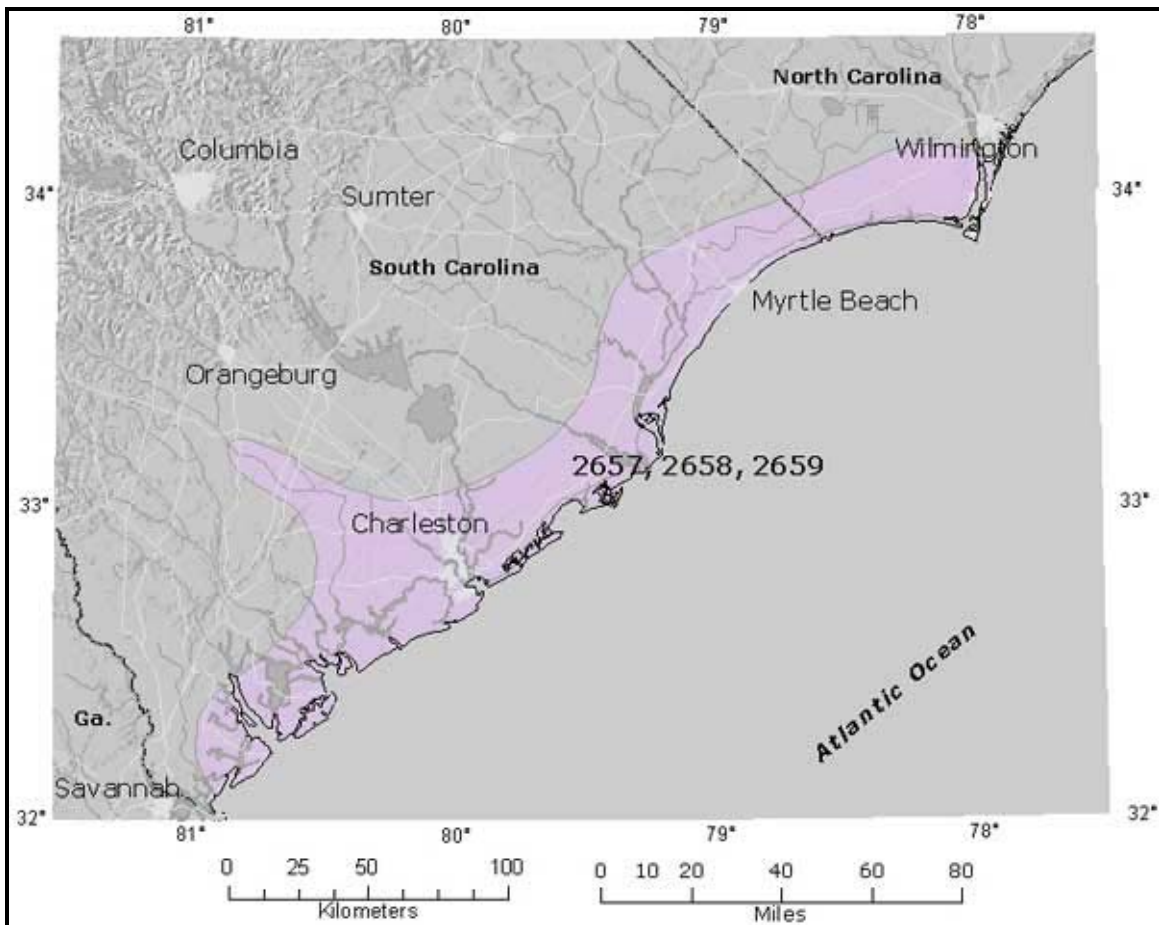 81°
80°
79°
78°
North Carolina
Wilmington
Columbia
34°
34°
Sumter
South Carolina
Myrtle Beach
Orangeburg
2657, 2658, 2659
33°
33°
Charleston
Atlantic Ocean
Ga.
Savannah
32°
32°
81°
80°
79°
78°
0 25 50 100
Kilometers
0 10 20 40 60 80
Miles